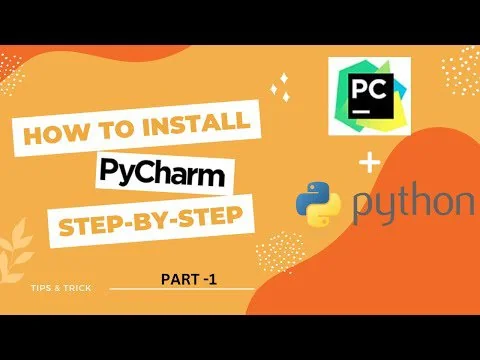 HOW TO INSTALL
PyCharm
STEP-BY-STEP
PC
+
python
PART -1
TIPS & TRICK